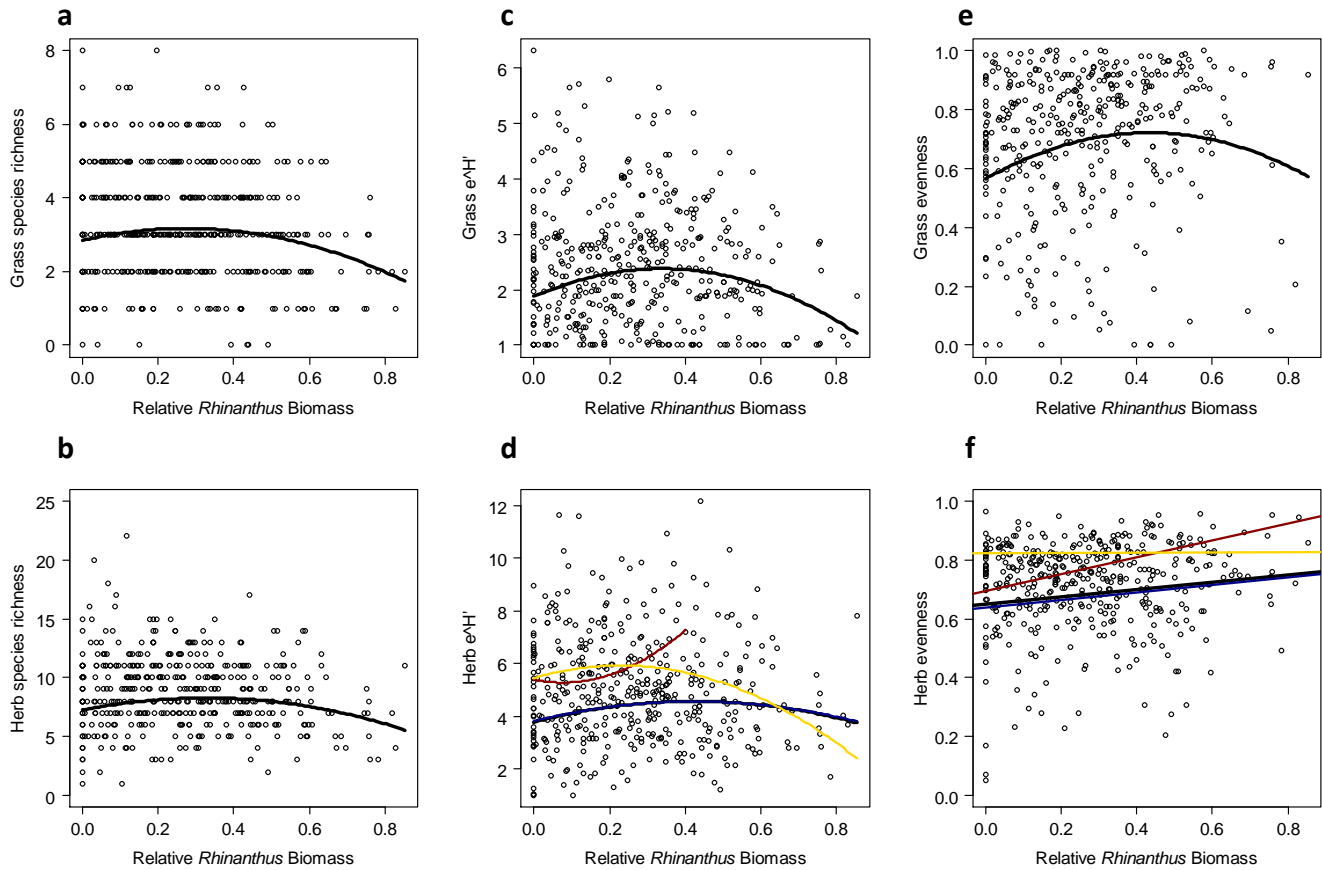 a
8
6
4
2
0
Grass species richness
0.0 0.2 0.4 0.6 0.8
Relative Rhinanthus Biomass
c
6
5
4
3
2
1
Grass e^H'
0.0 0.2 0.4 0.6 0.8
Relative Rhinanthus Biomass
e
1.0
0.8
0.6
0.4
0.2
0.0
Grass evenness
0.0 0.2 0.4 0.6 0.8
Relative Rhinanthus Biomass
b
25
20
15
10
5
0
Herb species richness
0.0 0.2 0.4 0.6 0.8
Relative Rhinanthus Biomass
d
12
10
8
6
4
2
Herb e^H'
0.0 0.2 0.4 0.6 0.8
Relative Rhinanthus Biomass
f
1.0
0.8
0.6
0.4
0.2
0.0
Herb evenness
0.0 0.2 0.4 0.6 0.8
Relative Rhinanthus Biomass